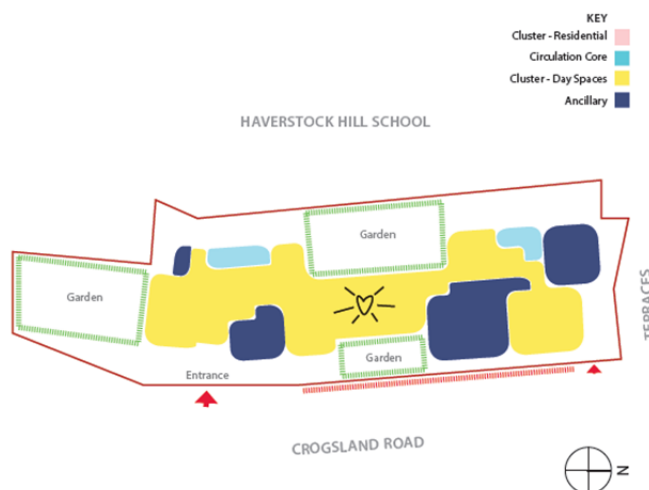 KEY
Cluster - Residential
Circulation Core
Cluster - Day Spaces
Ancillary
HAVERSTOCK HILL SCHOOL
Garden
Garden
TERRACES
Garden
Entrance
CROGSLAND ROAD
N